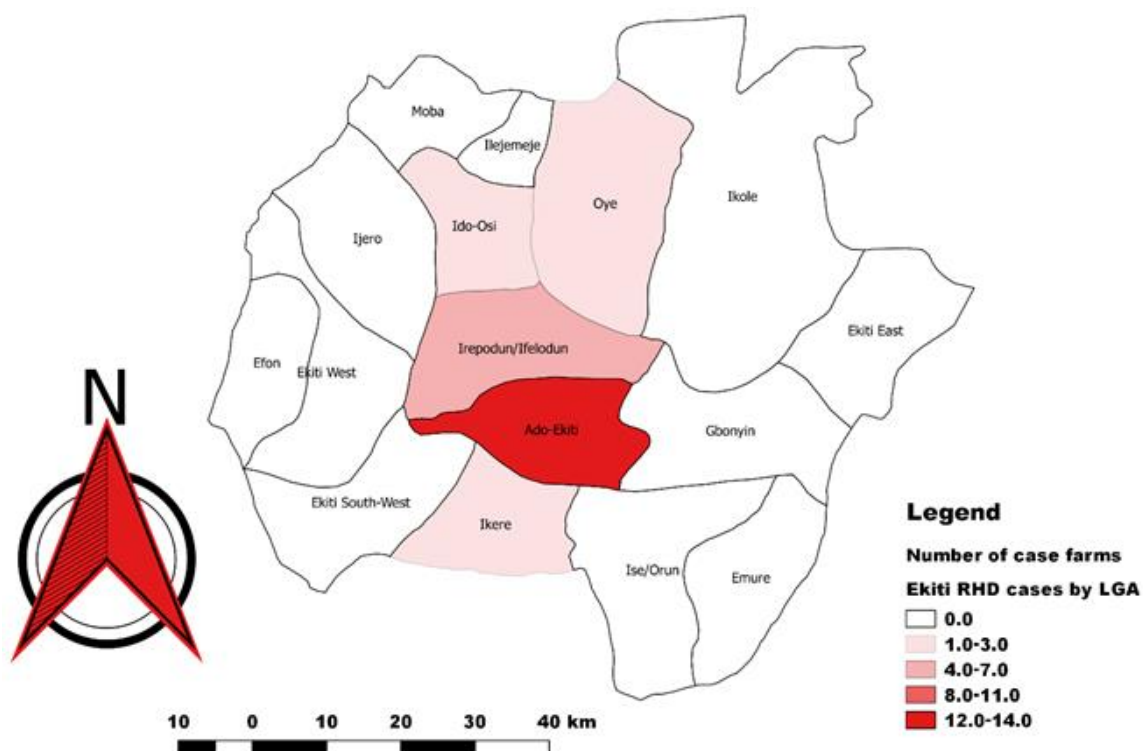 Moba
Ilejemeje
Oye
Ikole
Ido-Osi
Ijero
Ekiti East
Irepodun/Ifelodun
Efon
Ekiti West
N
Ado-Ekiti
Gbonyin
Ekiti South-West
Ikere
Ise/Orun
Emure
Legend
Number of case farms
Ekiti RHD cases by LGA
0.0
1.0-3.0
4.0-7.0
8.0-11.0
12.0-14.0
10 0 10 20 30 40 km